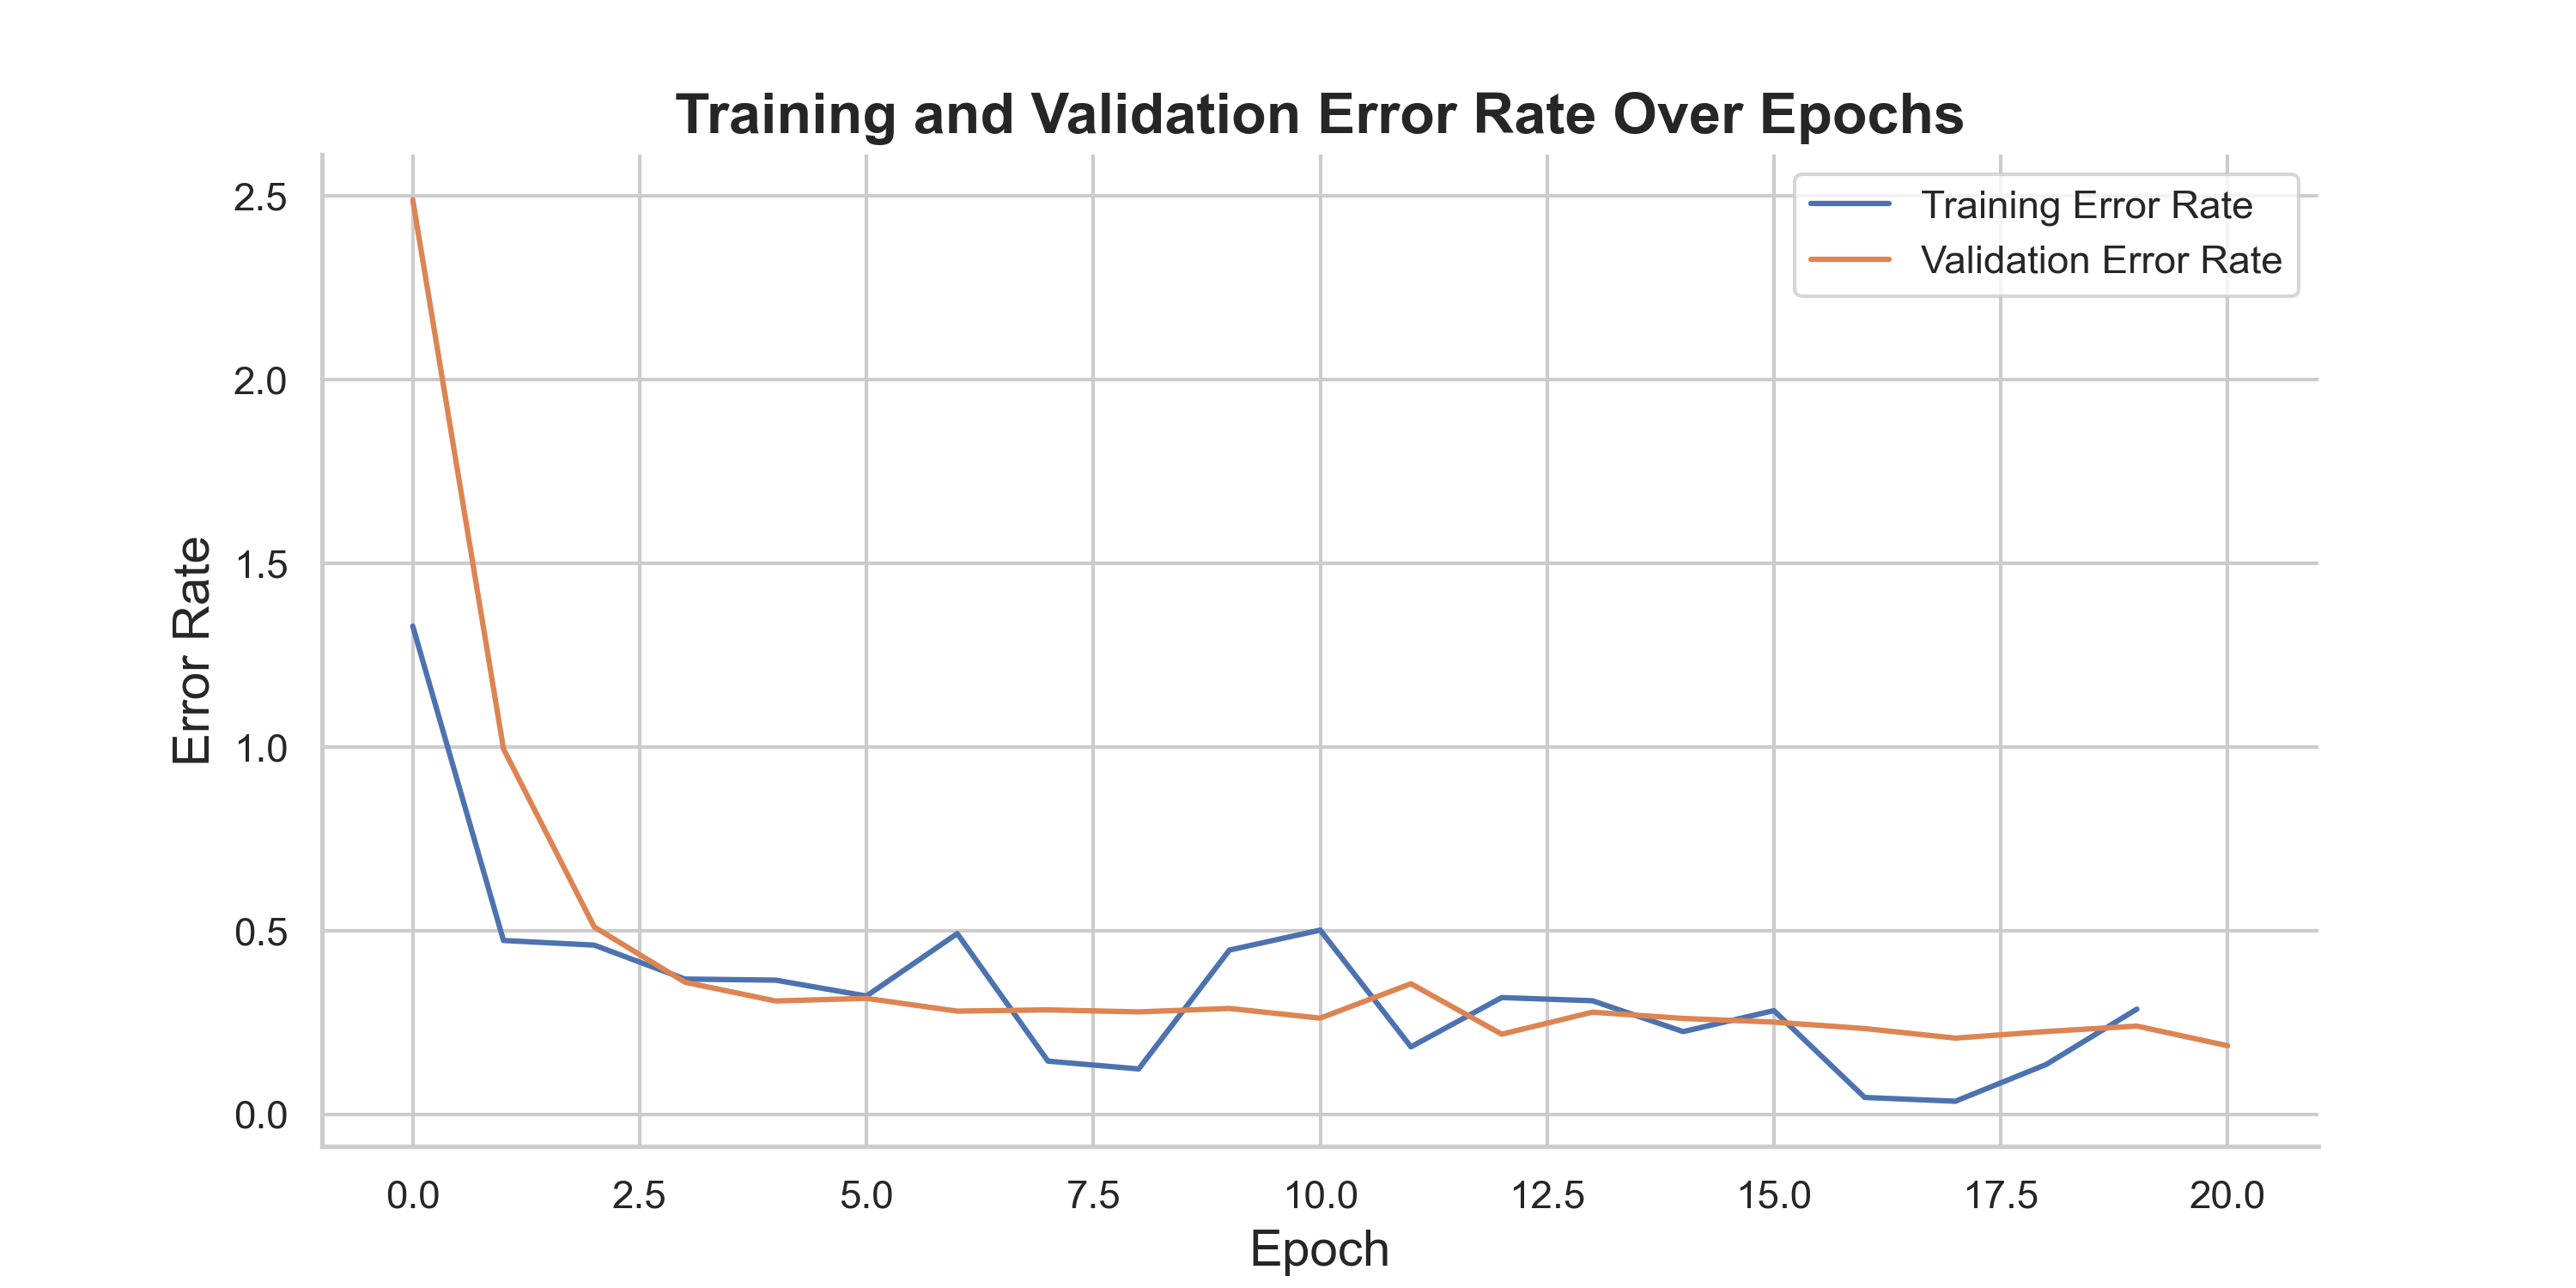 Training and Validation Error Rate Over Epochs
Training Error Rate
Validation Error Rate
Error Rate
2.5
2.0
1.5
1.0
0.5
0.0
0.0 2.5 5.0 7.5 10.0 12.5 15.0 17.5 20.0
Epoch